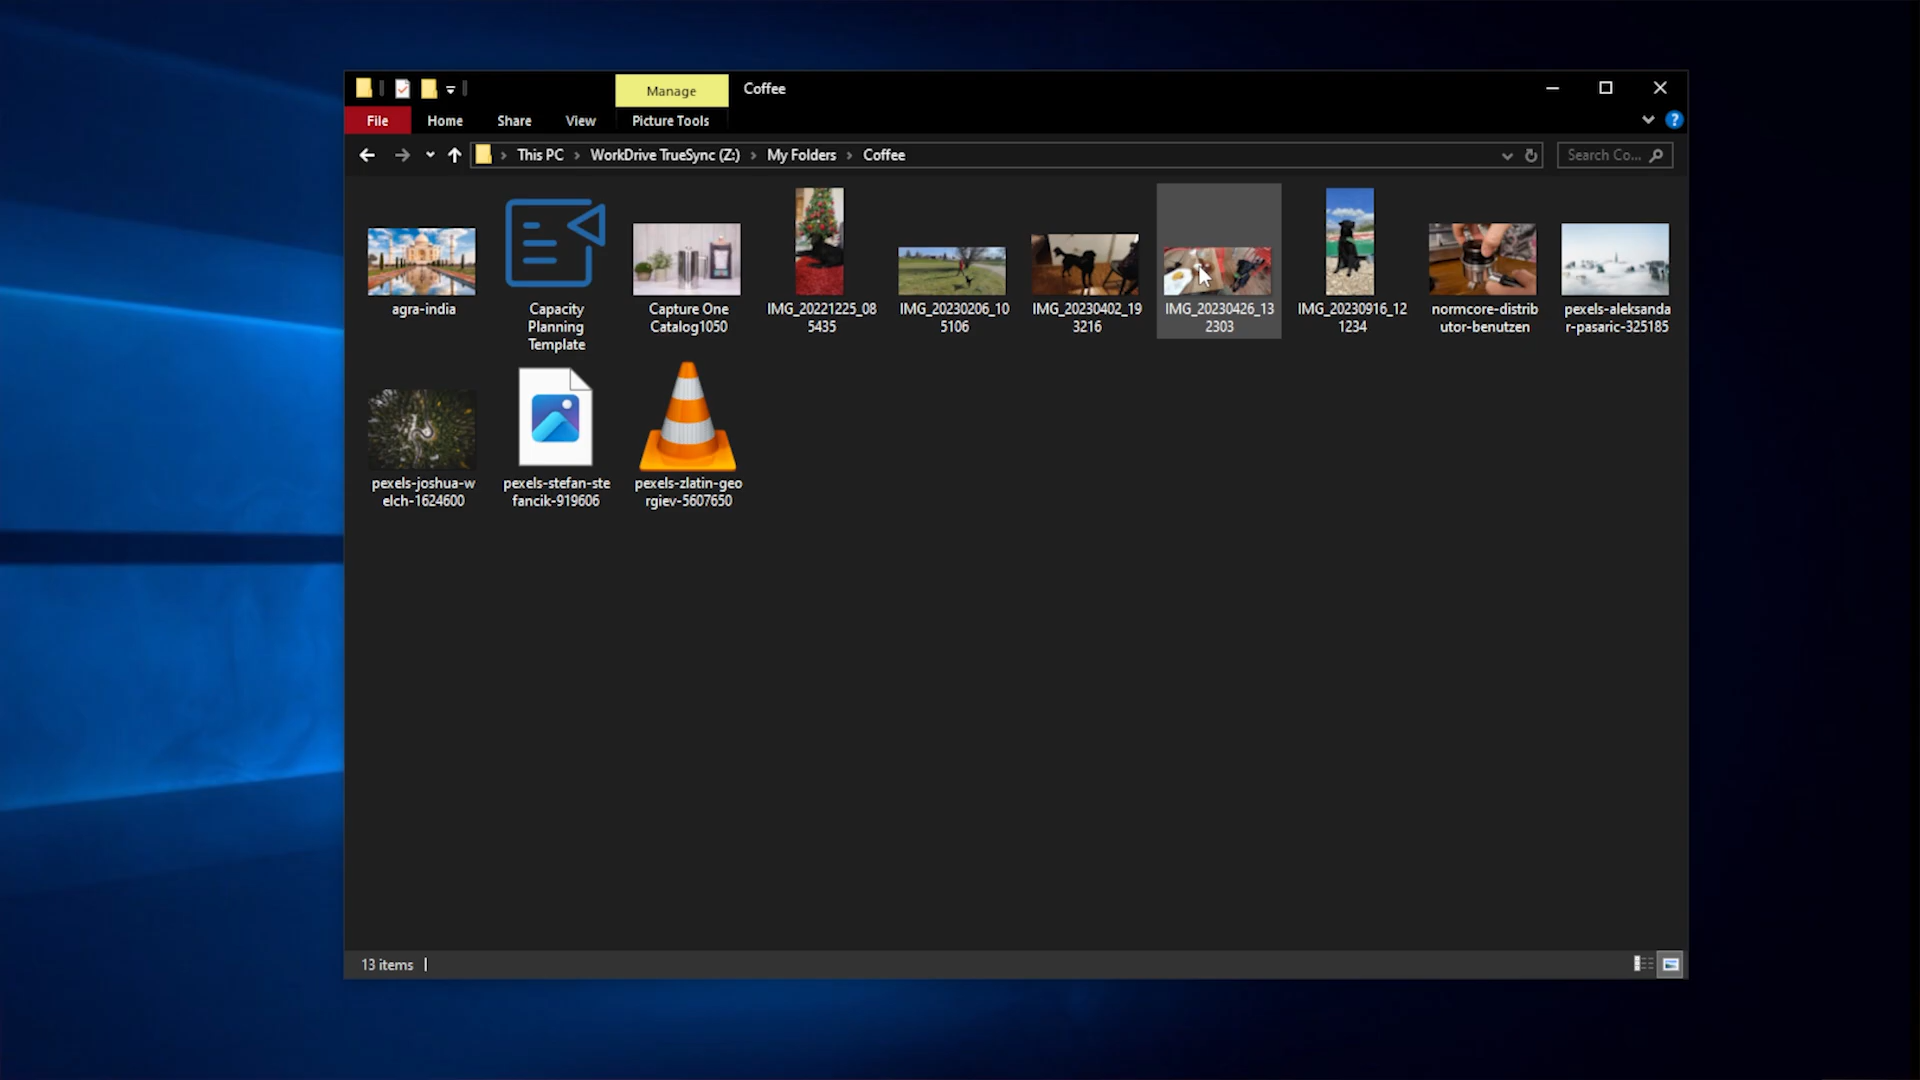 Manage
Coffee
File
Home
Share
View
Picture Tools
?
This PC
WorkDrive TrueSync (Z:)
My Folders
Coffee
Search Co...
agra-india
Capacity
Planning
Template
Capture One
Catalog1050
IMG_20221225_08
5435
IMG_20230206_10
5106
IMG_20230402_19
3216
IMG_20230426_13
2303
IMG_20230916_12
1234
normcore-distrib
utor-benutzen
pexels-aleksanda
r-pasaric-325185
pexels-joshua-w
elch-1624600
pexels-stefan-ste
fancik-919606
pexels-zlatin-geo
rgiev-5607650
13 items